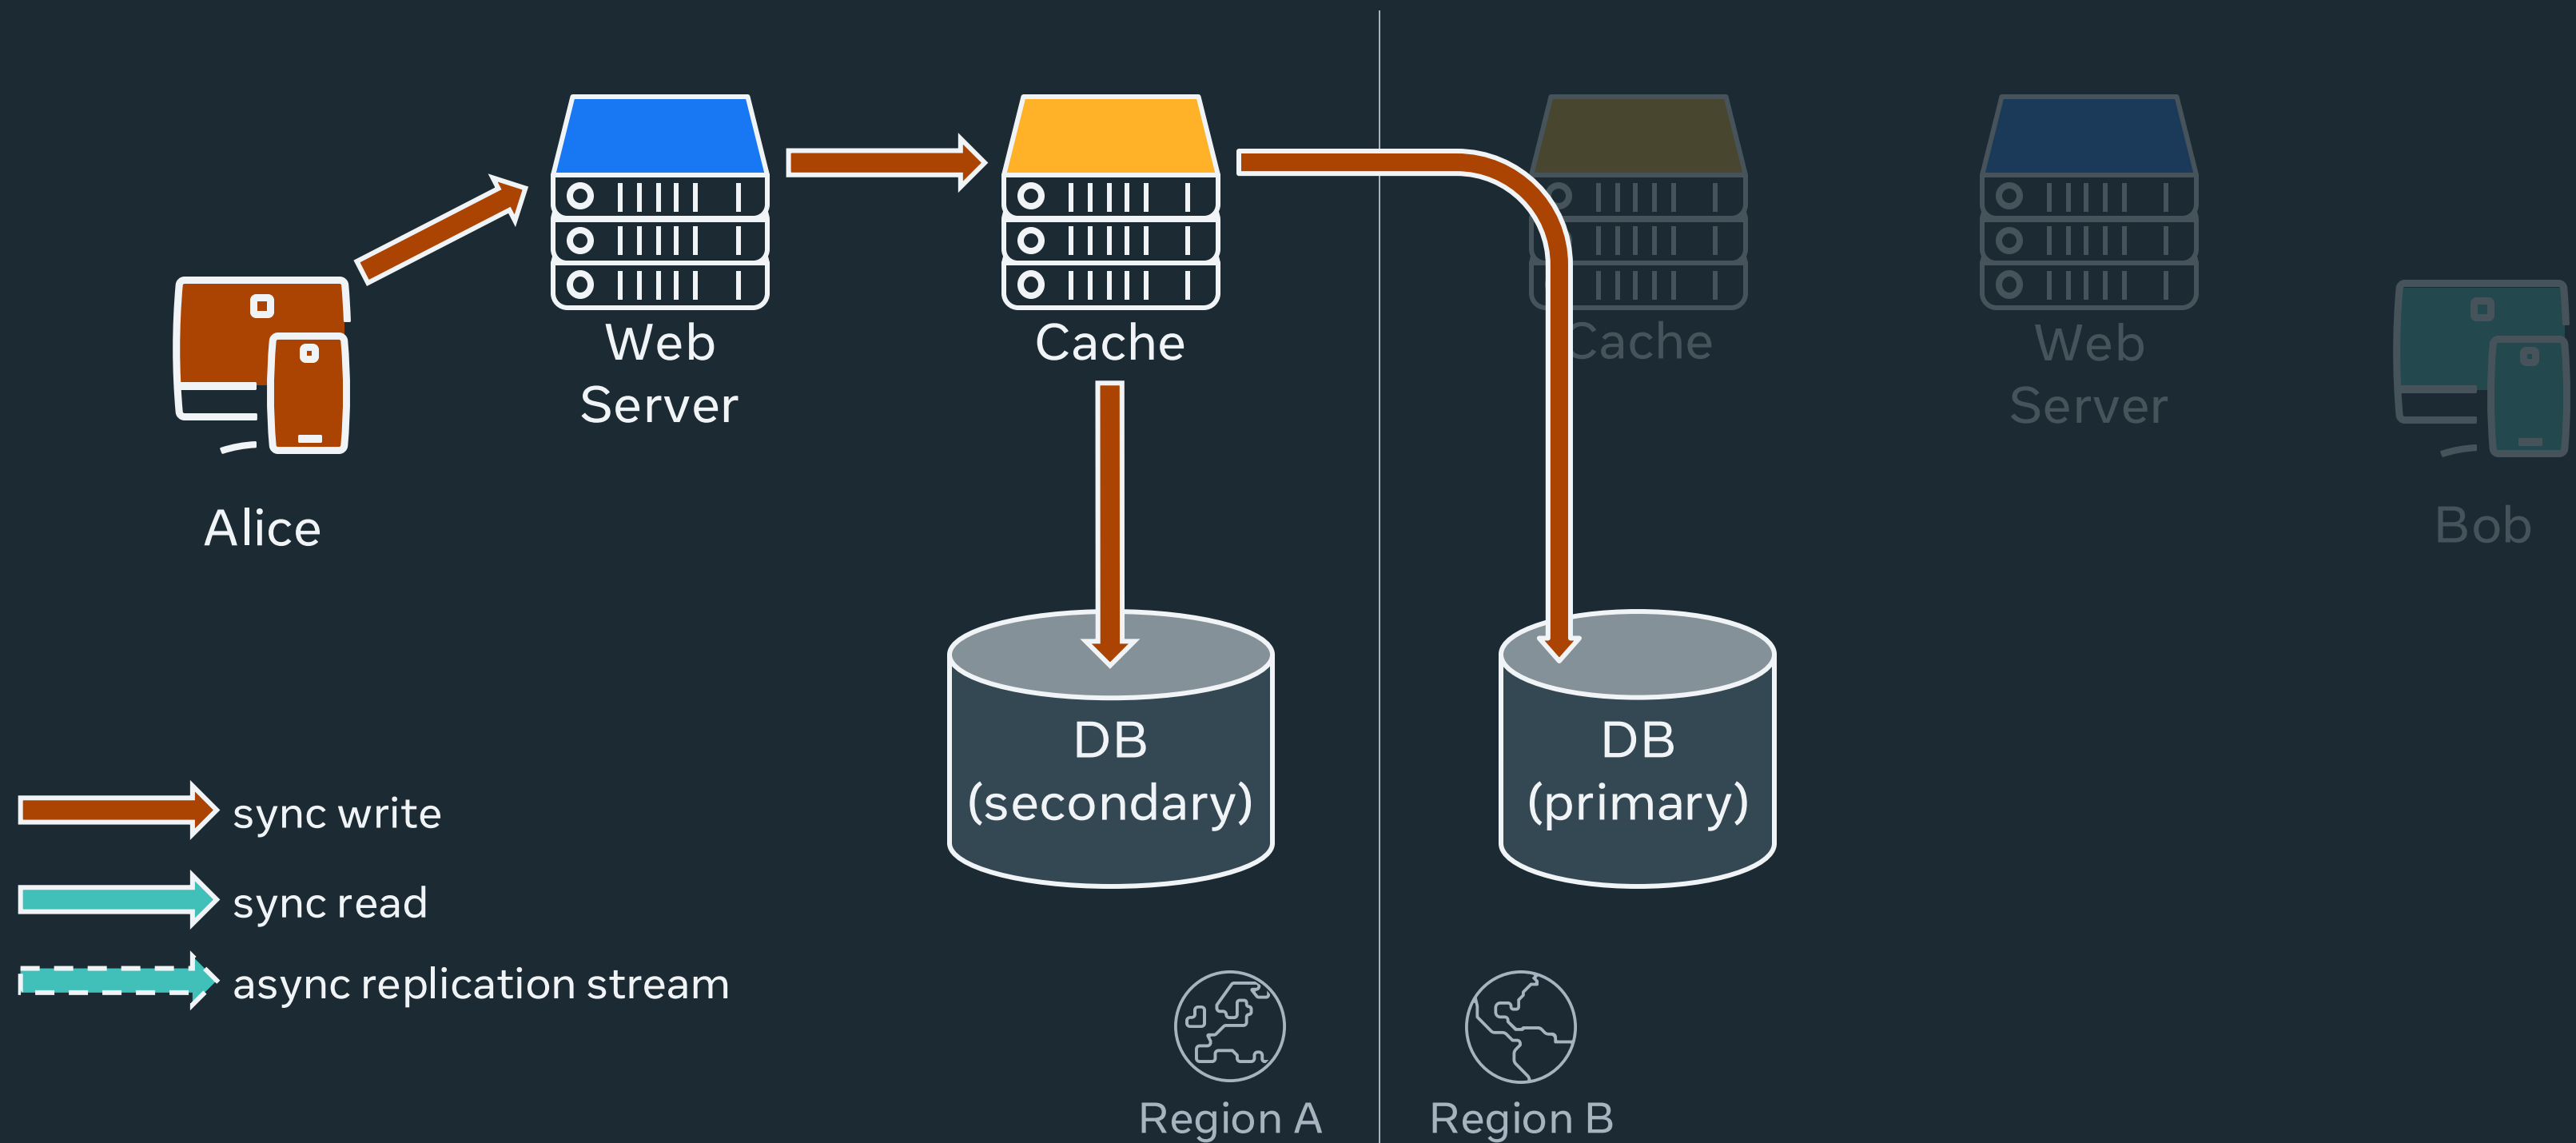 Web
Server
Cache
Cache
Web
Server
Alice
Bob
DB
(secondary)
DB
(primary)
sync write
sync read
async replication stream
Region A
Region B